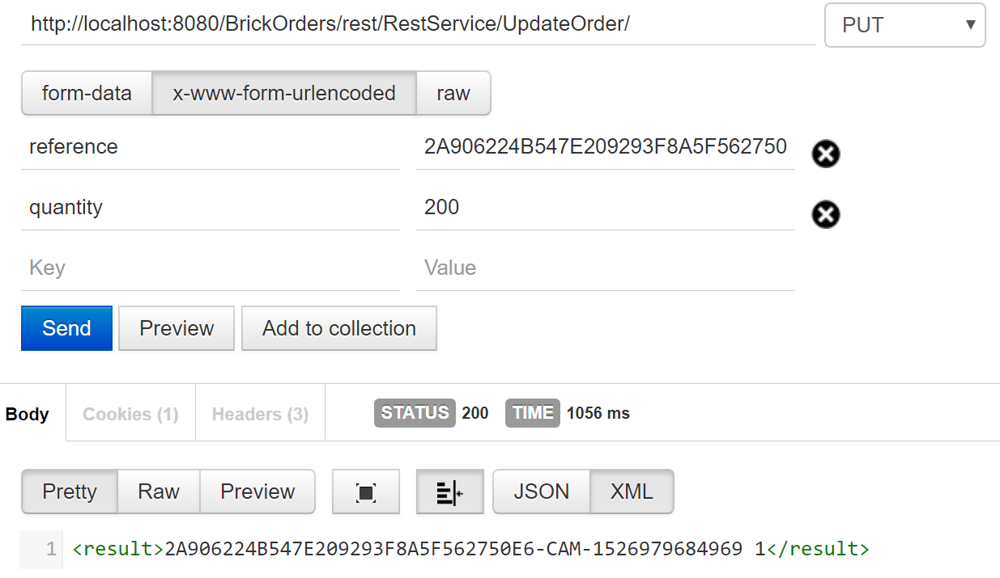 http://localhost:8080/BrickOrders/rest/RestService/UpdateOrder/ PUT
form-data x-www-form-urlencoded raw
reference 2A906224B547E209293F8A5F562750
quantity 200
Key Value
Send Preview Add to collection
Body Cookies (1) Headers (3) STATUS 200 TIME 1056 ms
Pretty Raw Preview JSON XML
1 <result>2A906224B547E209293F8A5F562750E6-CAM-1526979684969 1</result>